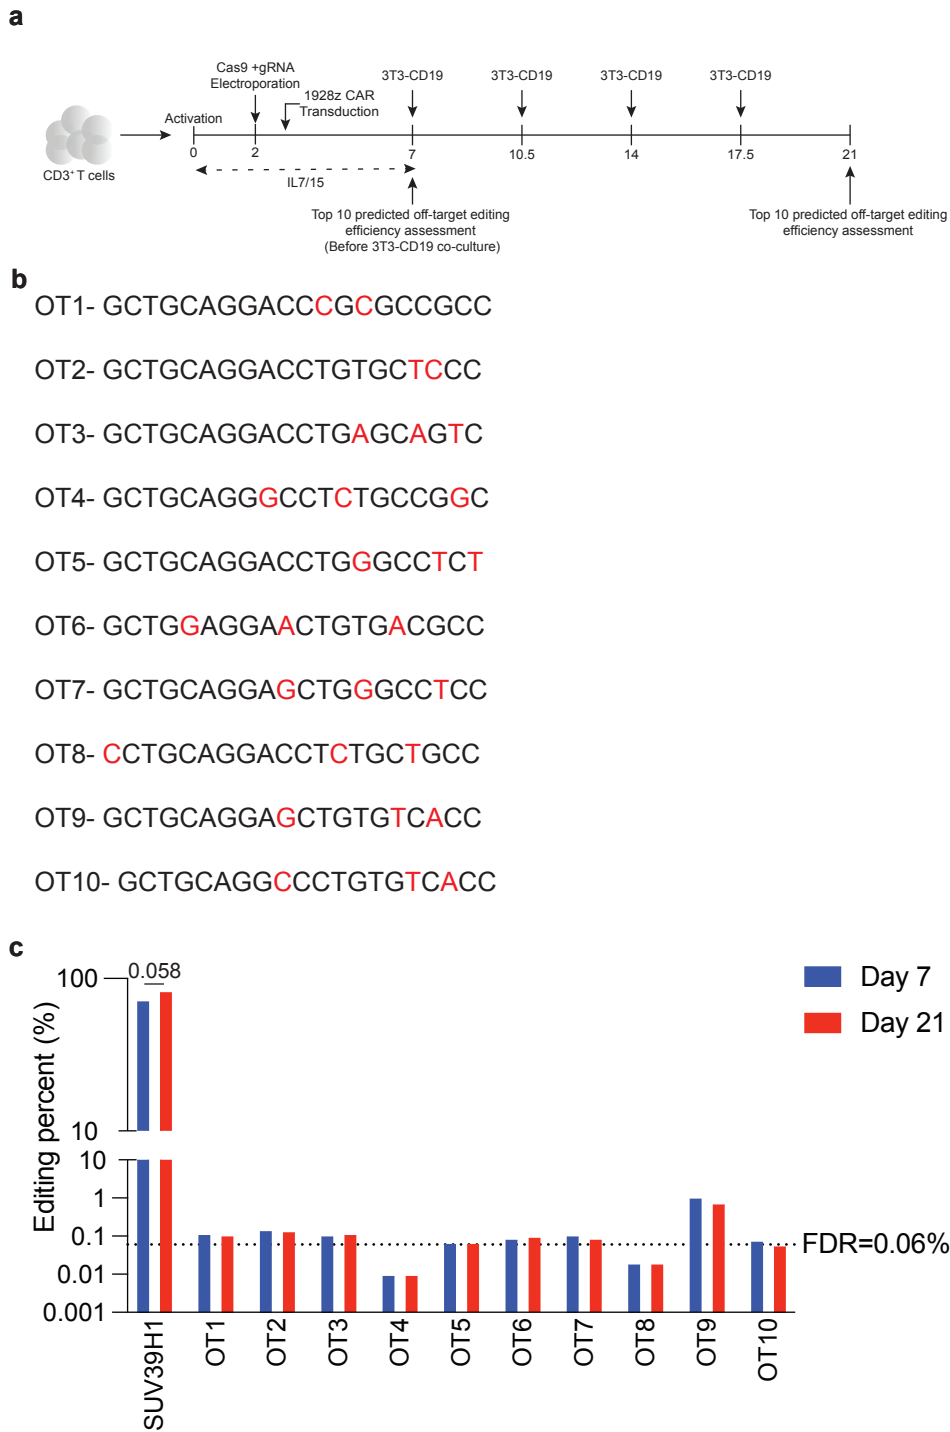 a
Cas9 +gRNA
Electroporation
1928z CAR
Transduction
3T3-CD19
3T3-CD19
3T3-CD19
3T3-CD19
Activation
CD3+ T cells
0
2
7
10.5
14
17.5
21
IL7/15
Top 10 predicted off-target editing
efficiency assessment
(Before 3T3-CD19 co-culture)
Top 10 predicted off-target editing
efficiency assessment
b
OT1- GCTGCAGGACCCGCGCCGCC
OT2- GCTGCAGGACCTGTGCTCCC
OT3- GCTGCAGGACCTGAGCAGTC
OT4- GCTGCAGGGCCTCTGCCGGC
OT5- GCTGCAGGACCTGGGCCTCT
OT6- GCTGGAGGAACTGTGACGCC
OT7- GCTGCAGGAGCTGGGCCTCC
OT8- CCTGCAGGACCTCTGCTGCC
OT9- GCTGCAGGAGCTGTGTCACC
OT10- GCTGCAGGCCCTGTGTCACC
c
Editing percent (%)
100
10
10
1
0.1
0.01
0.001
0.058
Day 7
Day 21
FDR=0.06%
SUV39H1
OT1
OT2
OT3
OT4
OT5
OT6
OT7
OT8
OT9
OT10